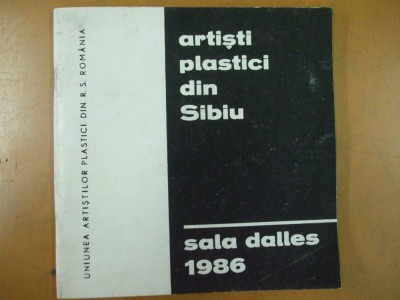 UNIUNEA ARTIȘTILOR PLASTICI DIN R. S. ROMÂNIA
artiști
plastici
din
Sibiu
sala dalles
1986